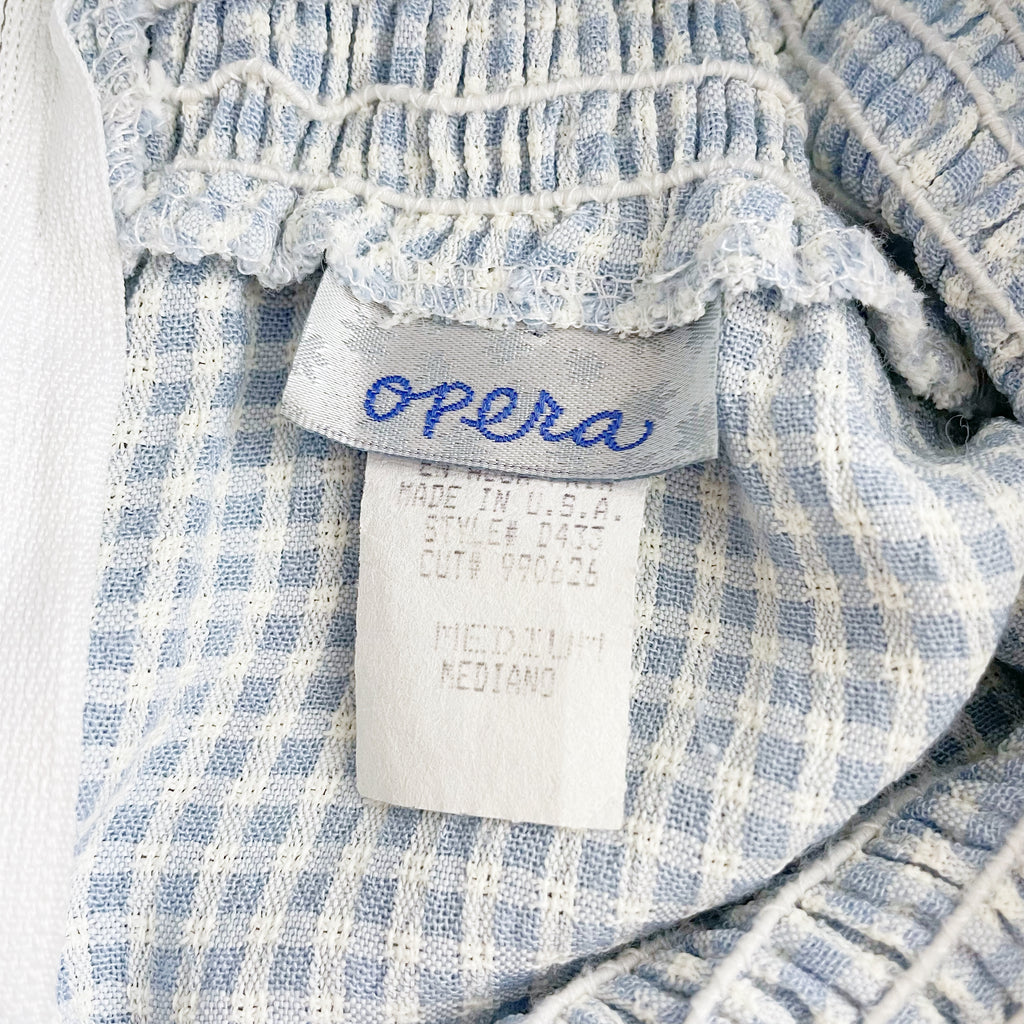 opera
MADE IN U.S.A.
STYLE# D433
CUT# 990626
MEDIUM
MEDIANO